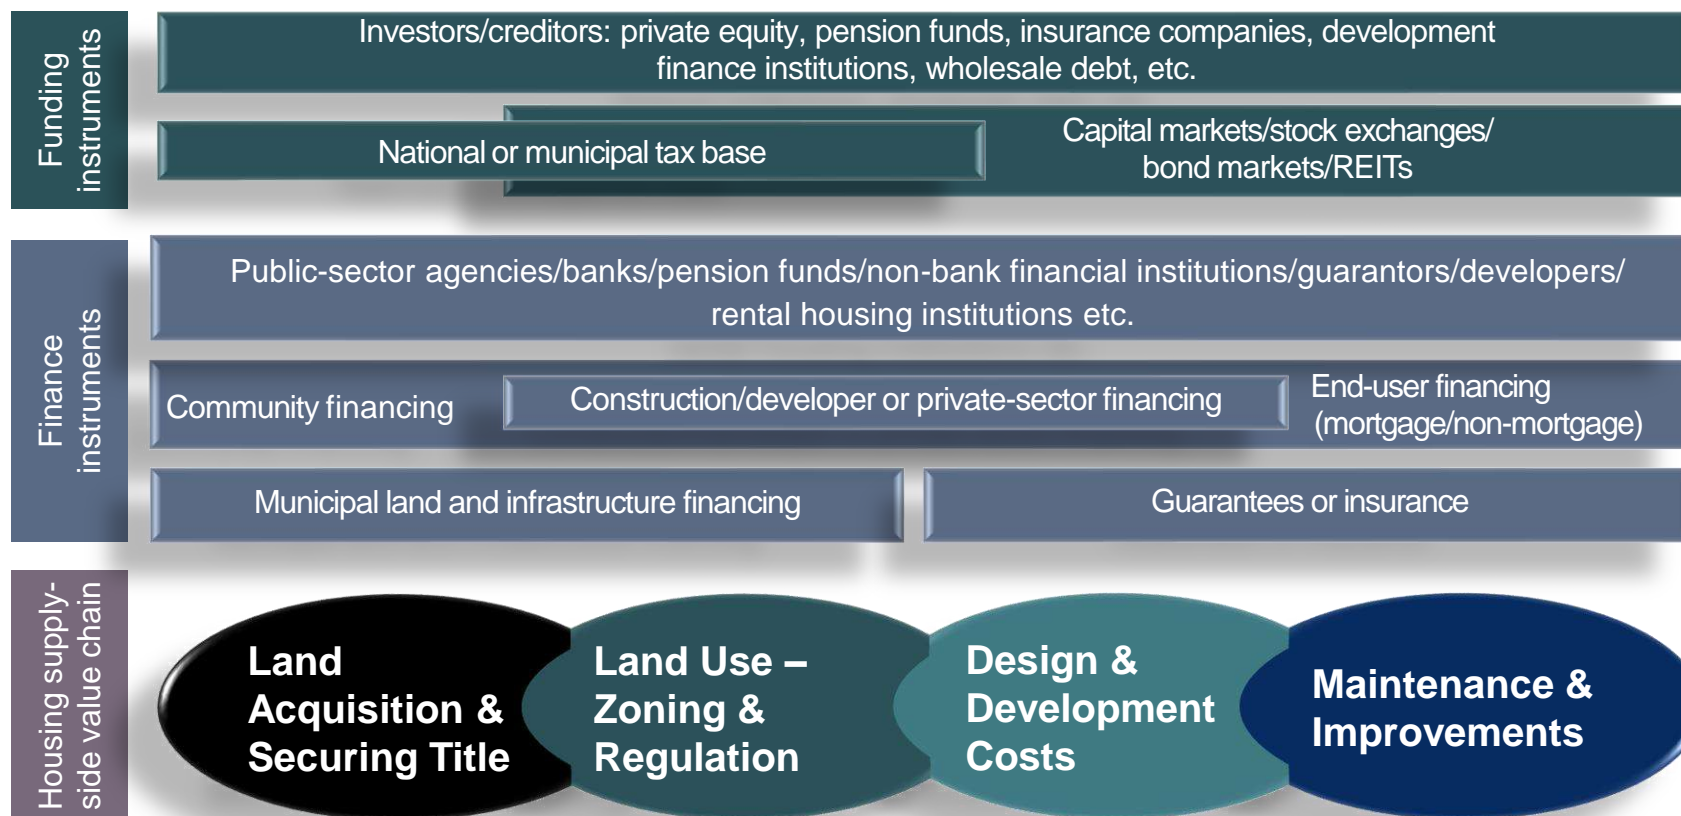 Funding
instruments
Investors/creditors: private equity, pension funds, insurance companies, development
finance institutions, wholesale debt, etc.
National or municipal tax base
Capital markets/stock exchanges/
bond markets/REITs
Finance
instruments
Public-sector agencies/banks/pension funds/non-bank financial institutions/guarantors/developers/
rental housing institutions etc.
Community financing
Construction/developer or private-sector financing
End-user financing
(mortgage/non-mortgage)
Municipal land and infrastructure financing
Guarantees or insurance
Housing supply-
side value chain
Land
Acquisition &
Securing Title
Land Use –
Zoning &
Regulation
Design &
Development
Costs
Maintenance &
Improvements